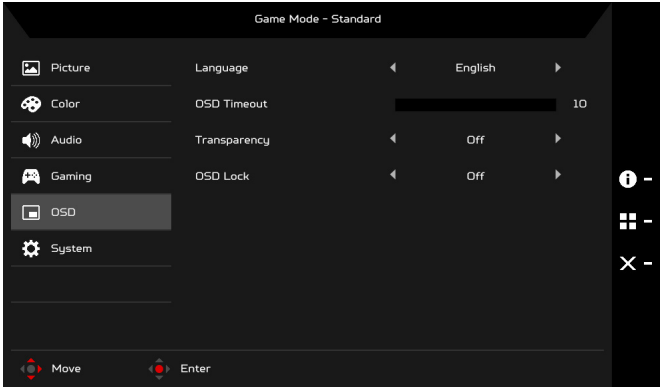 Game Mode - Standard
Picture
Language English
Color
OSD Timeout 10
Audio
Transparency Off
Gaming
OSD Lock Off
OSD
System
Move Enter